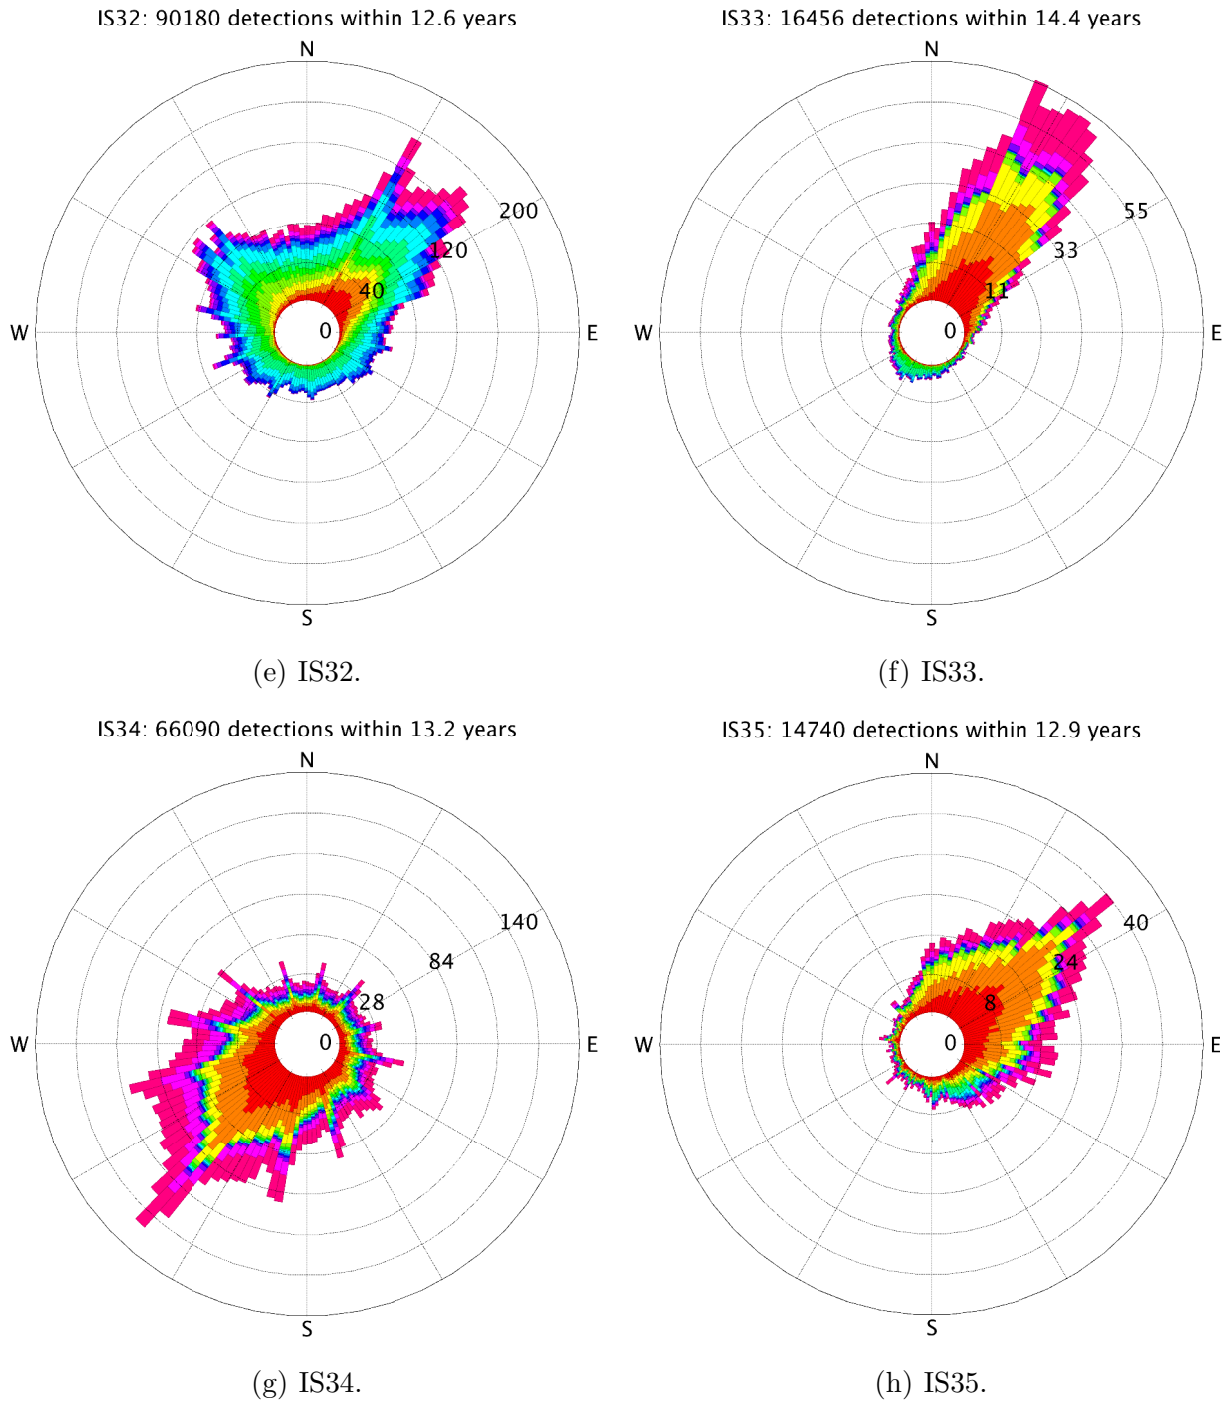 IS32: 90180 detections within 12.6 years
N
200
120
40
W
0
E
S
(e) IS32.
IS33: 16456 detections within 14.4 years
N
55
33
11
W
0
E
S
(f) IS33.
IS34: 66090 detections within 13.2 years
N
140
84
28
W
0
E
S
(g) IS34.
IS35: 14740 detections within 12.9 years
N
40
24
8
W
0
E
S
(h) IS35.